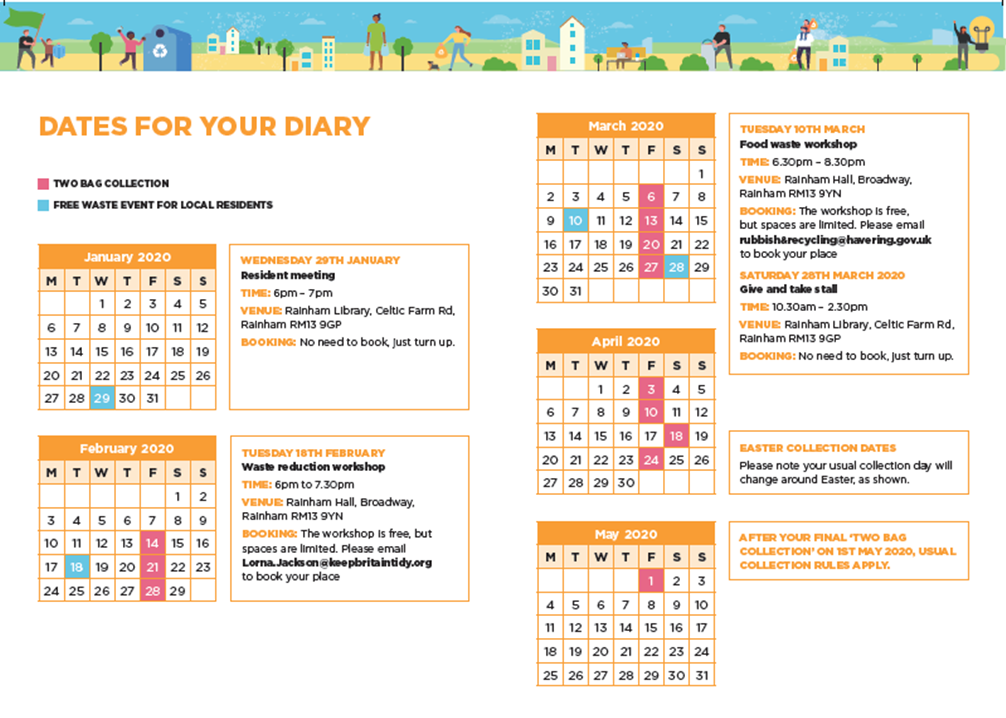 DATES FOR YOUR DIARY
TWO BAG COLLECTION
FREE WASTE EVENT FOR LOCAL RESIDENTS
January 2020
M T W T F S S
1 2 3 4 5
6 7 8 9 10 11 12
13 14 15 16 17 18 19
20 21 22 23 24 25 26
27 28 29 30 31
WEDNESDAY 29TH JANUARY
Resident meeting
TIME: 6pm – 7pm
VENUE: Rainham Library, Celtic Farm Rd,
Rainham RM13 9GP
BOOKING: No need to book, just turn up.
February 2020
M T W T F S S
1 2
3 4 5 6 7 8 9
10 11 12 13 14 15 16
17 18 19 20 21 22 23
24 25 26 27 28 29
TUESDAY 18TH FEBRUARY
Waste reduction workshop
TIME: 6pm to 7.30pm
VENUE: Rainham Hall, Broadway,
Rainham RM13 9YN
BOOKING: The workshop is free, but
spaces are limited. Please email
Lorna.Jackson@keepbritaintidy.org
to book your place
March 2020
M T W T F S S
1
2 3 4 5 6 7 8
9 10 11 12 13 14 15
16 17 18 19 20 21 22
23 24 25 26 27 28 29
30 31
TUESDAY 10TH MARCH
Food waste workshop
TIME: 6.30pm – 8.30pm
VENUE: Rainham Hall, Broadway,
Rainham RM13 9YN
BOOKING: The workshop is free,
but spaces are limited. Please email
rubbish&recycling@havering.gov.uk
to book your place
SATURDAY 28TH MARCH 2020
Give and take stall
TIME: 10.30am – 2.30pm
VENUE: Rainham Library, Celtic Farm Rd,
Rainham RM13 9GP
BOOKING: No need to book, just turn up.
April 2020
M T W T F S S
1 2 3 4 5
6 7 8 9 10 11 12
13 14 15 16 17 18 19
20 21 22 23 24 25 26
27 28 29 30
EASTER COLLECTION DATES
Please note your usual collection day will
change around Easter, as shown.
May 2020
M T W T F S S
1 2 3
4 5 6 7 8 9 10
11 12 13 14 15 16 17
18 19 20 21 22 23 24
25 26 27 28 29 30 31
AFTER YOUR FINAL ‘TWO BAG
COLLECTION’ ON 1ST MAY 2020, USUAL
COLLECTION RULES APPLY.